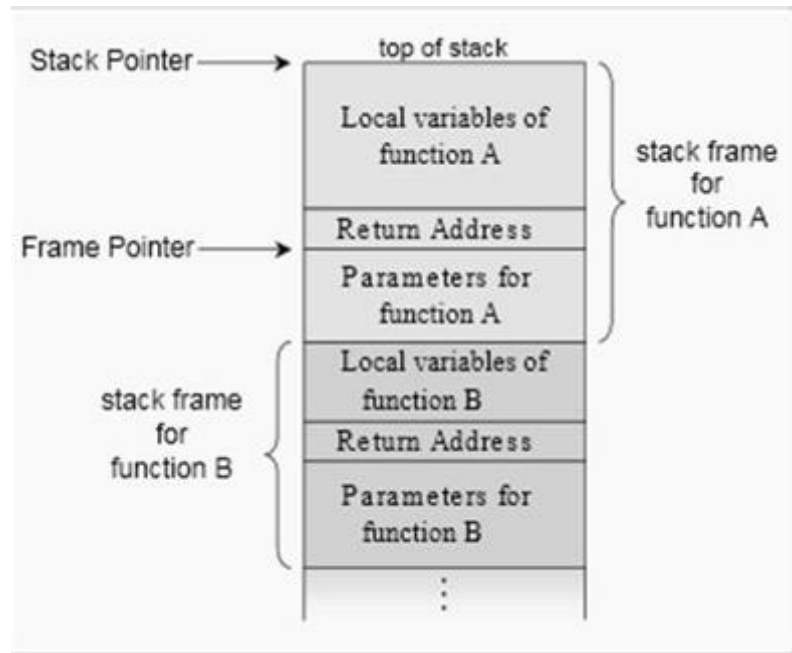 top of stack
Stack Pointer
Local variables of
function A
stack frame
for
function A
Return Address
Frame Pointer
Parameters for
function A
Local variables of
function B
stack frame
for
function B
Return Address
Parameters for
function B